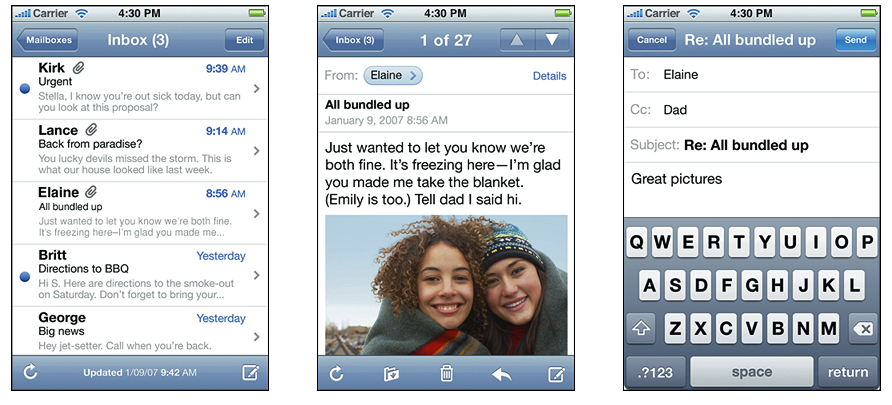 Carrier 4:30 PM
Mailboxes Inbox (3) Edit
Kirk 9:39 AM
Urgent
Stella, I know you're out sick today, but can
you look at this proposal?
Lance 9:14 AM
Back from paradise?
You lucky devils missed the storm. This is
what our house looked like last week.
Elaine 8:56 AM
All bundled up
Just wanted to let you know we're both fine.
It's freezing here–I'm glad you made me...
Britt Yesterday
Directions to BBQ
Hi S. Here are directions to the smoke-out
on Saturday. Don't forget to bring your...
George Yesterday
Big news
Hey jet-setter. Call when you're back.
Updated 1/09/07 9:42 AM
Carrier 4:30 PM
Inbox (3) 1 of 27
From: Elaine Details
All bundled up
January 9, 2007 8:56 AM
Just wanted to let you know we're
both fine. It's freezing here—I'm glad
you made me take the blanket.
(Emily is too.) Tell dad I said hi.
Carrier 4:30 PM
Cancel Re: All bundled up Send
To: Elaine
Cc: Dad
Subject: Re: All bundled up
Great pictures
Q W E R T Y U I O P
A S D F G H J K L
Z X C V B N M
.?123 space return